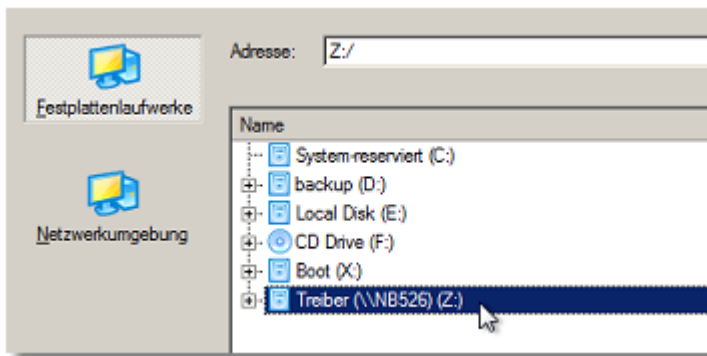 Festplattenlaufwerke
Netzwerkumgebung
Adresse: Z:/
Name
System-reserviert (C:)
backup (D:)
Local Disk (E:)
CD Drive (F:)
Boot (X:)
Treiber (\\NB526) (Z:)